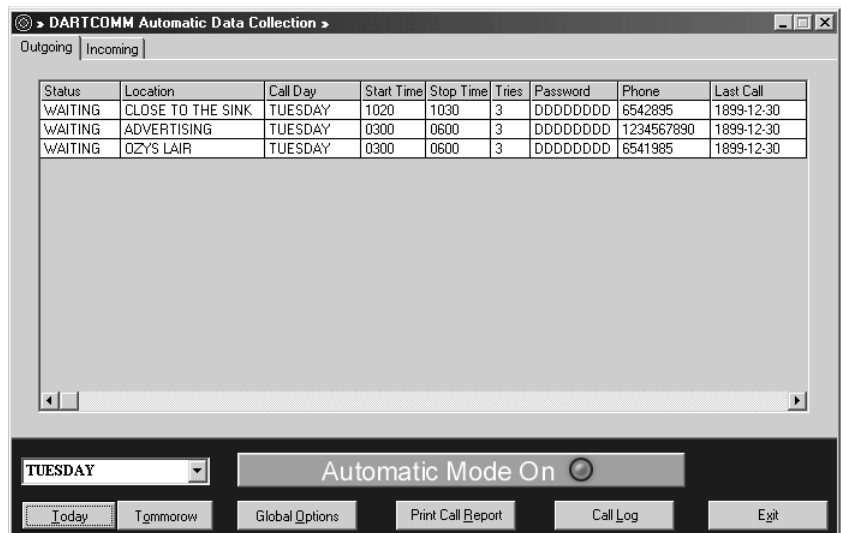 » DARTCOMM Automatic Data Collection »
Outgoing Incoming
Status Location Call Day Start Time Stop Time Tries Password Phone Last Call
WAITING CLOSE TO THE SINK TUESDAY 1020 1030 3 DDDDDDDD 6542895 1899-12-30
WAITING ADVERTISING TUESDAY 0300 0600 3 DDDDDDDD 1234567890 1899-12-30
WAITING OZYS LAIR TUESDAY 0300 0600 3 DDDDDDDD 6541985 1899-12-30
TUESDAY Automatic Mode On
Today Tommorow Global Options Print Call Report Call Log Exit